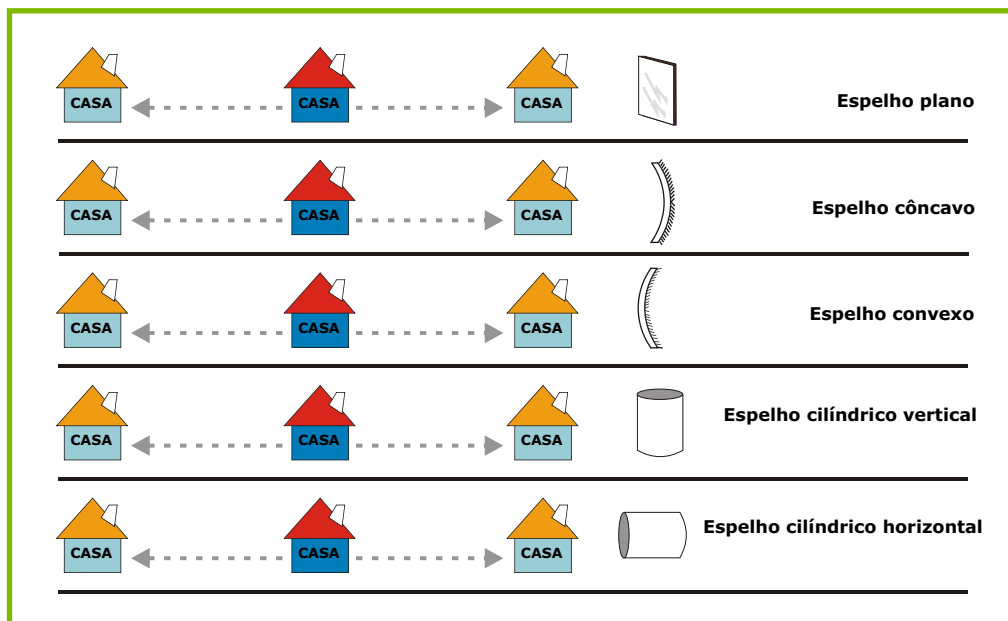 CASA CASA CASA Espelho plano
CASA CASA CASA Espelho côncavo
CASA CASA CASA Espelho convexo
CASA CASA CASA Espelho cilíndrico vertical
CASA CASA CASA Espelho cilíndrico horizontal